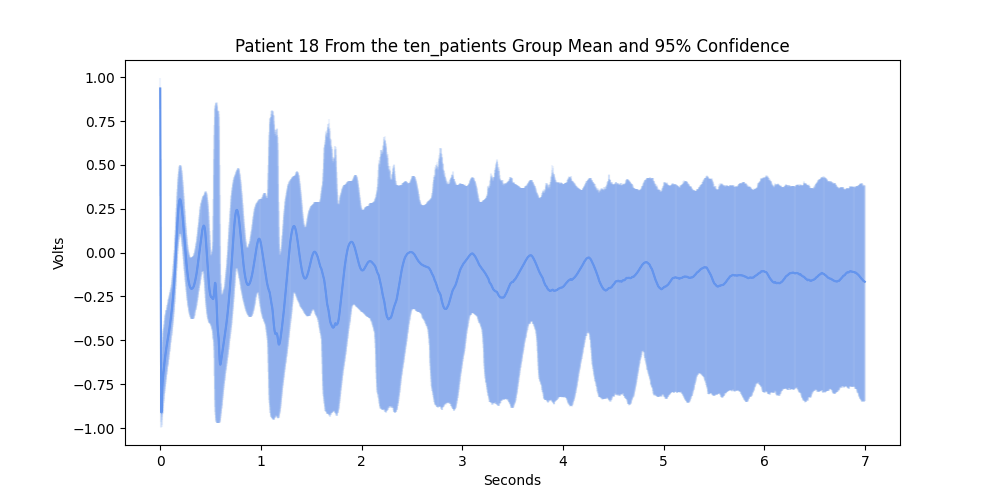 Patient 18 From the ten_patients Group Mean and 95% Confidence
1.00
0.75
0.50
0.25
0.00
−0.25
−0.50
−0.75
−1.00
Volts
0 1 2 3 4 5 6 7
Seconds